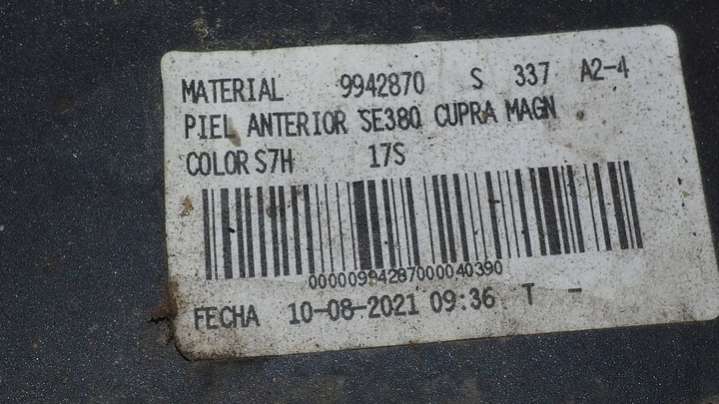 MATERIAL 9942870 S 337 A2-4
PIEL ANTERIOR SE380 CUPRA MAGN
COLOR S7H 17S
00000994287000040390
FECHA 10-08-2021 09:36 T -